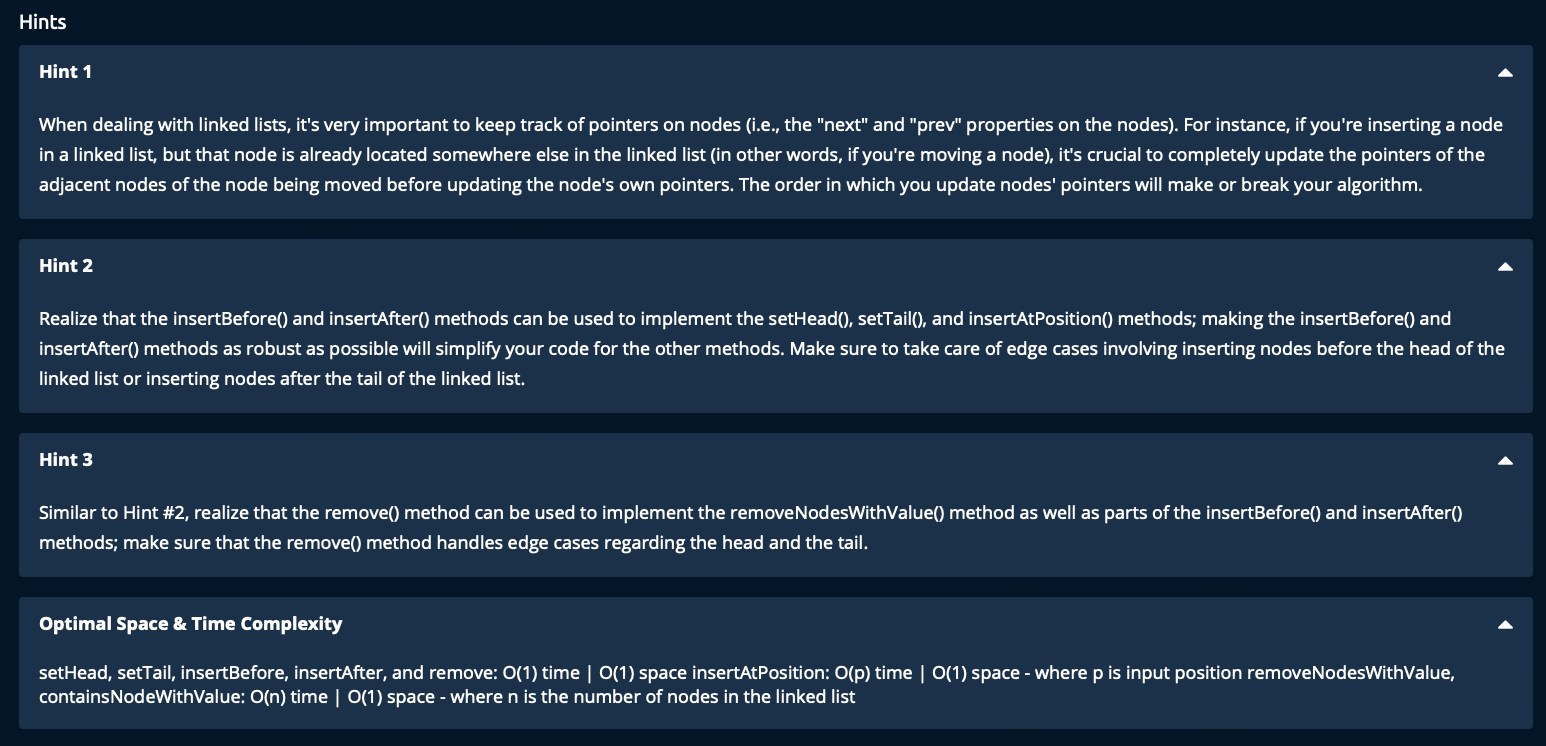 Hints
Hint 1
When dealing with linked lists, it's very important to keep track of pointers on nodes (i.e., the "next" and "prev" properties on the nodes). For instance, if you're inserting a node
in a linked list, but that node is already located somewhere else in the linked list (in other words, if you're moving a node), it's crucial to completely update the pointers of the
adjacent nodes of the node being moved before updating the node's own pointers. The order in which you update nodes' pointers will make or break your algorithm.
Hint 2
Realize that the insertBefore() and insertAfter() methods can be used to implement the setHead(), setTail(), and insertAtPosition() methods; making the insertBefore() and
insertAfter() methods as robust as possible will simplify your code for the other methods. Make sure to take care of edge cases involving inserting nodes before the head of the
linked list or inserting nodes after the tail of the linked list.
Hint 3
Similar to Hint #2, realize that the remove() method can be used to implement the removeNodesWithValue() method as well as parts of the insertBefore() and insertAfter()
methods; make sure that the remove() method handles edge cases regarding the head and the tail.
Optimal Space & Time Complexity
setHead, setTail, insertBefore, insertAfter, and remove: O(1) time | O(1) space insertAtPosition: O(p) time | O(1) space - where p is input position removeNodesWithValue,
containsNodeWithValue: O(n) time | O(1) space - where n is the number of nodes in the linked list